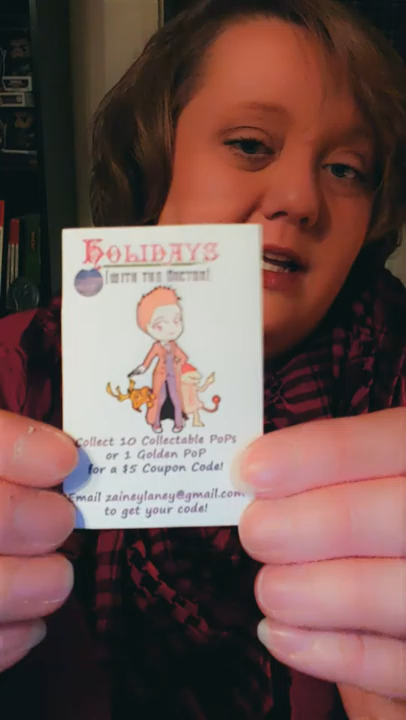 Holidays
(with the Doctor)
Collect 10 Collectable PoPs
or 1 Golden PoP
for a $5 Coupon Code!
Email zaineylaney@gmail.com
to get your code!